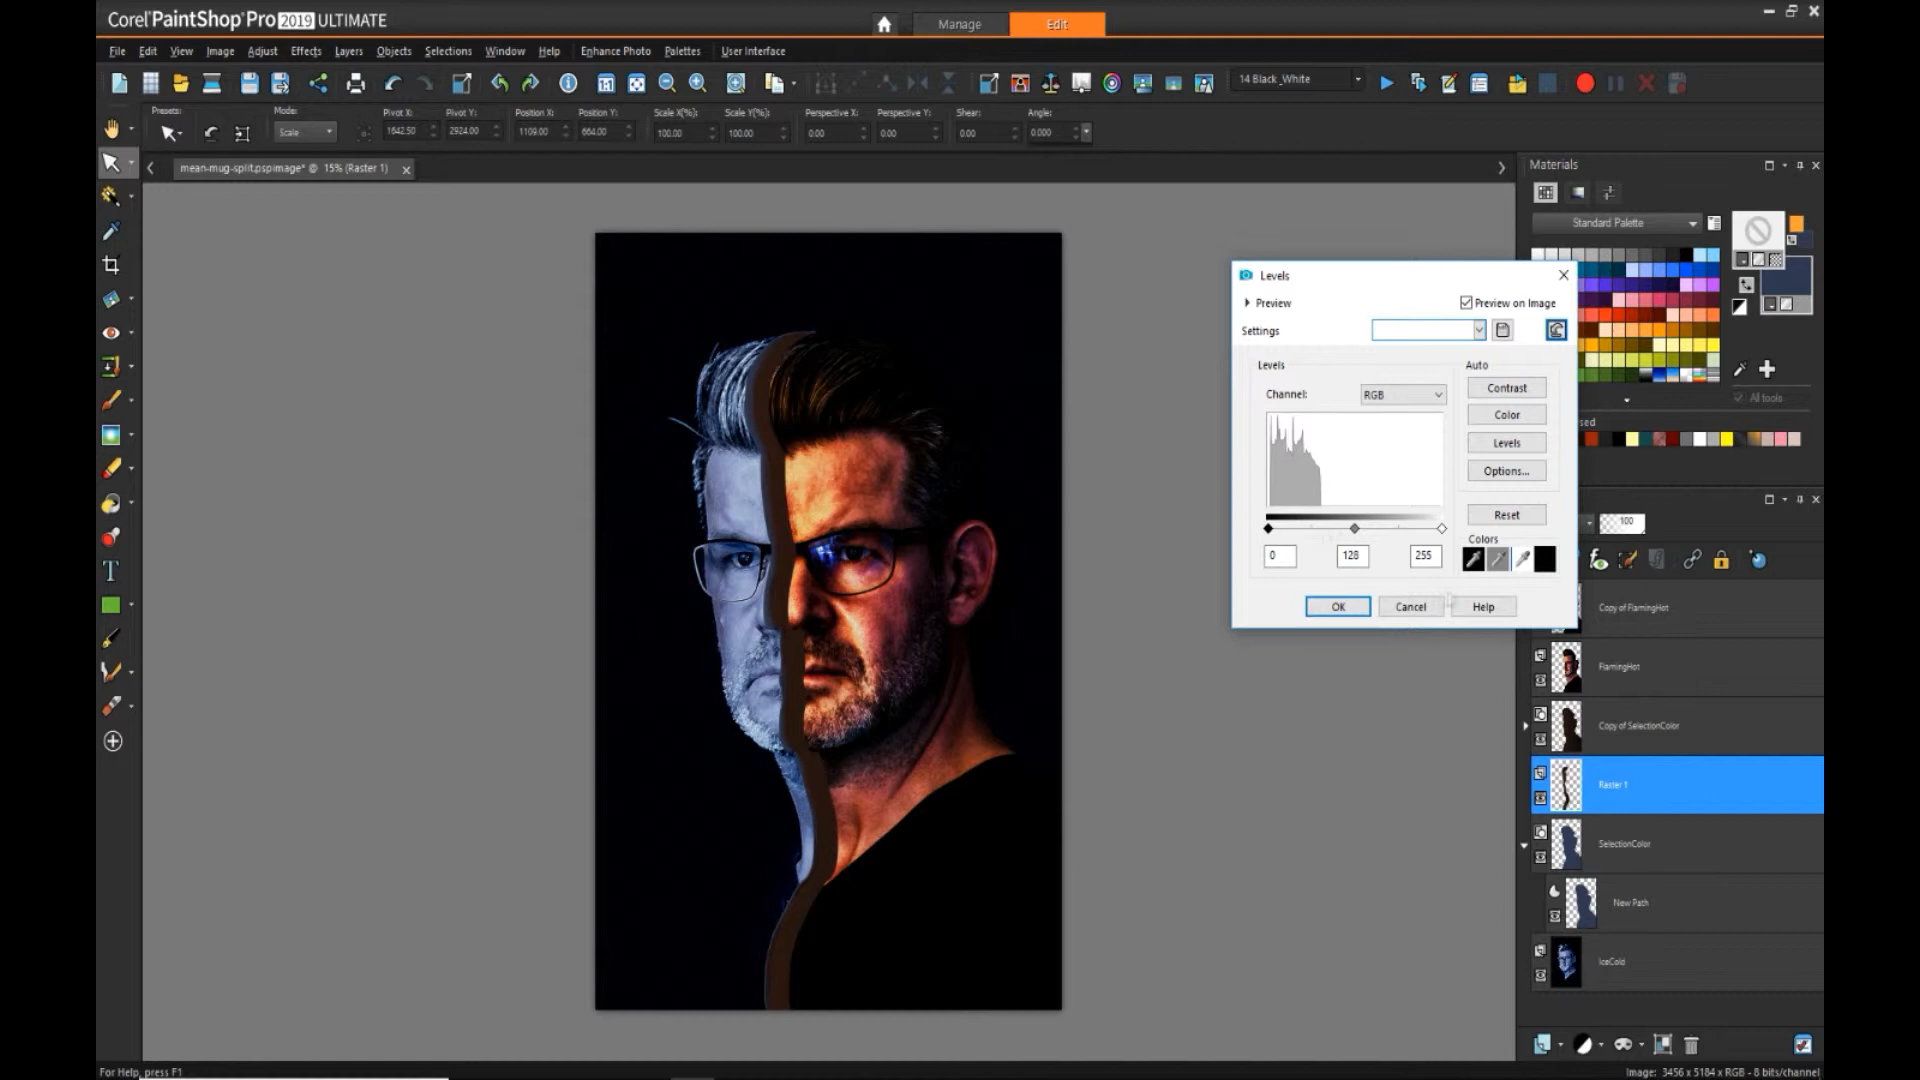 Corel PaintShop Pro 2019 ULTIMATE
Manage
Edit
File Edit View Image Adjust Effects Layers Objects Selections Window Help Enhance Photo Palettes User Interface
14 Black_White
Presets:
Mode:
Pivot X:
Pivot Y:
Position X:
Position Y:
Scale X(%):
Scale Y(%):
Perspective X:
Perspective Y:
Shear:
Angle:
Scale
1642.50
2924.00
1109.00
664.00
100.00
100.00
0.00
0.00
0.00
0.000
mean-mug-split.pspimage* @ 15% (Raster 1)
Materials
Standard Palette
All tools
Levels
Preview
Preview on Image
Settings
Levels
Auto
Channel:
RGB
Contrast
Color
Levels
Options...
Reset
Colors
0
128
255
OK
Cancel
Help
100
Copy of FlamingHot
FlamingHot
Copy of SelectionColor
Raster 1
SelectionColor
New Path
IceCold
For Help, press F1
Image: 3456 x 5184 x RGB - 8 bits/channel